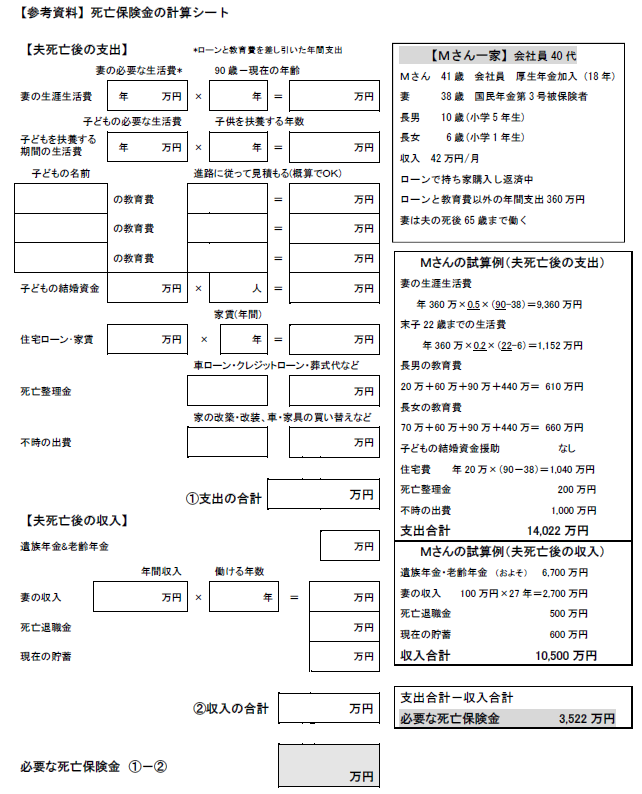 【参考資料】 死亡保険金の計算シート
【夫死亡後の支出】 *ローンと教育費を差し引いた年間支出
妻の必要な生活費* 90歳－現在の年齢
妻の生涯生活費 年 万円 × 年 ＝ 万円
子どもの必要な生活費 子供を扶養する年数
子どもを扶養する
期間の生活費 年 万円 × 年 ＝ 万円
子どもの名前 進路に従って見積もる(概算でOK)
の教育費 ＝ 万円
の教育費 ＝ 万円
の教育費 ＝ 万円
子どもの結婚資金 万円 × 人 ＝ 万円
家賃(年間)
住宅ローン・家賃 万円 × 年 ＝ 万円
車ローン・クレジットローン・葬式代など
死亡整理金 万円
家の改築・改装、車・家具の買い替えなど
不時の出費 万円
①支出の合計 万円
【夫死亡後の収入】
遺族年金&老齢年金 万円
年間収入 働ける年数
妻の収入 万円 × 年 ＝ 万円
死亡退職金 万円
現在の貯蓄 万円
②収入の合計 万円
必要な死亡保険金 ①－② 万円
【Mさん一家】 会社員 40代
Mさん 41歳 会社員 厚生年金加入（18年）
妻 38歳 国民年金第3号被保険者
長男 10歳(小学5年生)
長女 6歳(小学1年生)
収入 42万円/月
ローンで持ち家購入し返済中
ローンと教育費以外の年間支出360万円
妻は夫の死後65歳まで働く
Mさんの試算例(夫死亡後の支出)
妻の生涯生活費
年360万×0.5×(90-38)=9,360万円
末子22歳までの生活費
年360万×0.2×(22-6)=1,152万円
長男の教育費
20万＋60万＋90万＋440万＝ 610万円
長女の教育費
70万＋60万＋90万＋440万＝ 660万円
子どもの結婚資金援助 なし
住宅費 年20万×(90－38)=1,040万円
死亡整理金 200万円
不時の出費 1,000万円
支出合計 14,022万円
Mさんの試算例(夫死亡後の収入)
遺族年金・老齢年金 (およそ) 6,700万円
妻の収入 100万円×27年＝2,700万円
死亡退職金 500万円
現在の貯蓄 600万円
収入合計 10,500万円
支出合計－収入合計
必要な死亡保険金 3,522万円